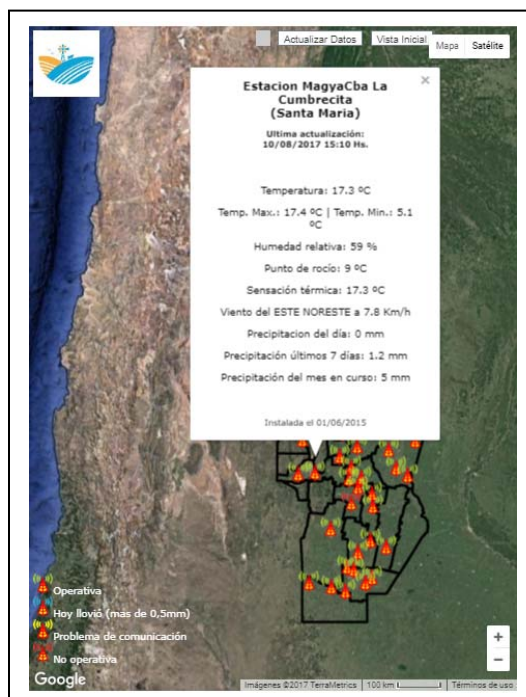 Actualizar Datos
Vista Inicial
Mapa
Satélite
×
Estacion MagyaCba La
Cumbrecita
(Santa Maria)
Ultima actualización:
10/08/2017 15:10 Hs.
Temperatura: 17.3 ºC
Temp. Max.: 17.4 ºC | Temp. Min.: 5.1
ºC
Humedad relativa: 59 %
Punto de rocío: 9 ºC
Sensación térmica: 17.3 ºC
Viento del ESTE NORESTE a 7.8 Km/h
Precipitacion del día: 0 mm
Precipitación últimos 7 días: 1.2 mm
Precipitación del mes en curso: 5 mm
Instalada el 01/06/2015
Operativa
Hoy llovió (más de 0,5mm)
Problema de comunicación
No operativa
+
−
Google
Imágenes ©2017 TerraMetrics
100 km
Términos de uso